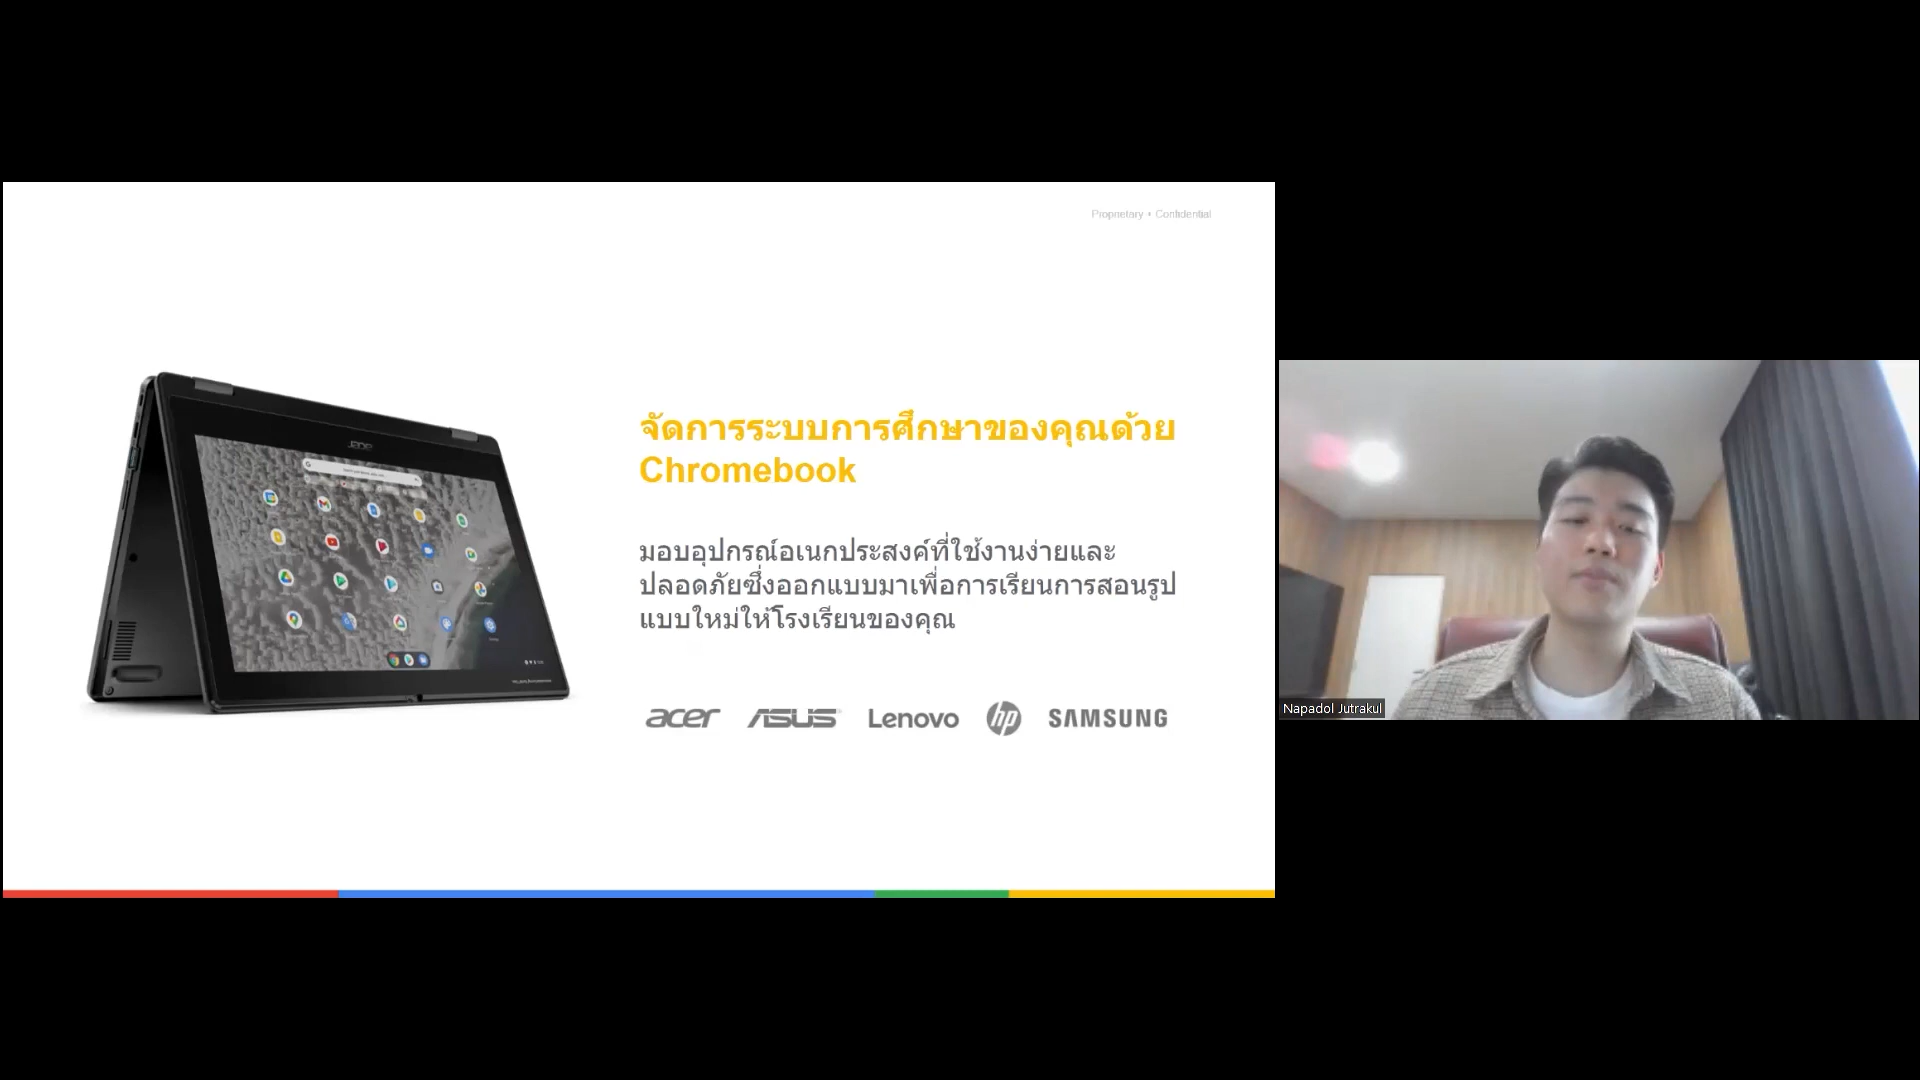 Proprietary + Confidential
acer
จัดการระบบการศึกษาของคุณด้วย
Chromebook
มอบอุปกรณ์อเนกประสงค์ที่ใช้งานง่ายและ
ปลอดภัยซึ่งออกแบบมาเพื่อการเรียนการสอนรูป
แบบใหม่ให้โรงเรียนของคุณ
acer ASUS Lenovo hp SAMSUNG
Napadol Jutrakul